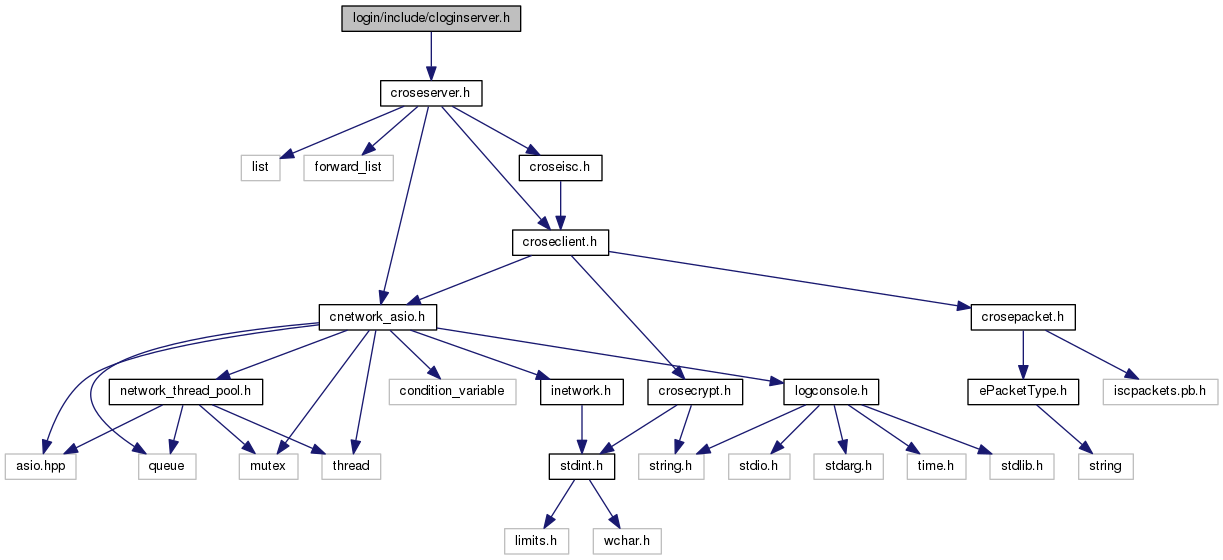 login/include/cloginserver.h
croseserver.h
list
forward_list
croseisc.h
croseclient.h
cnetwork_asio.h
crosepacket.h
network_thread_pool.h
condition_variable
inetwork.h
crosecrypt.h
logconsole.h
ePacketType.h
iscpackets.pb.h
asio.hpp
queue
mutex
thread
stdint.h
string.h
stdio.h
stdarg.h
time.h
stdlib.h
string
limits.h
wchar.h